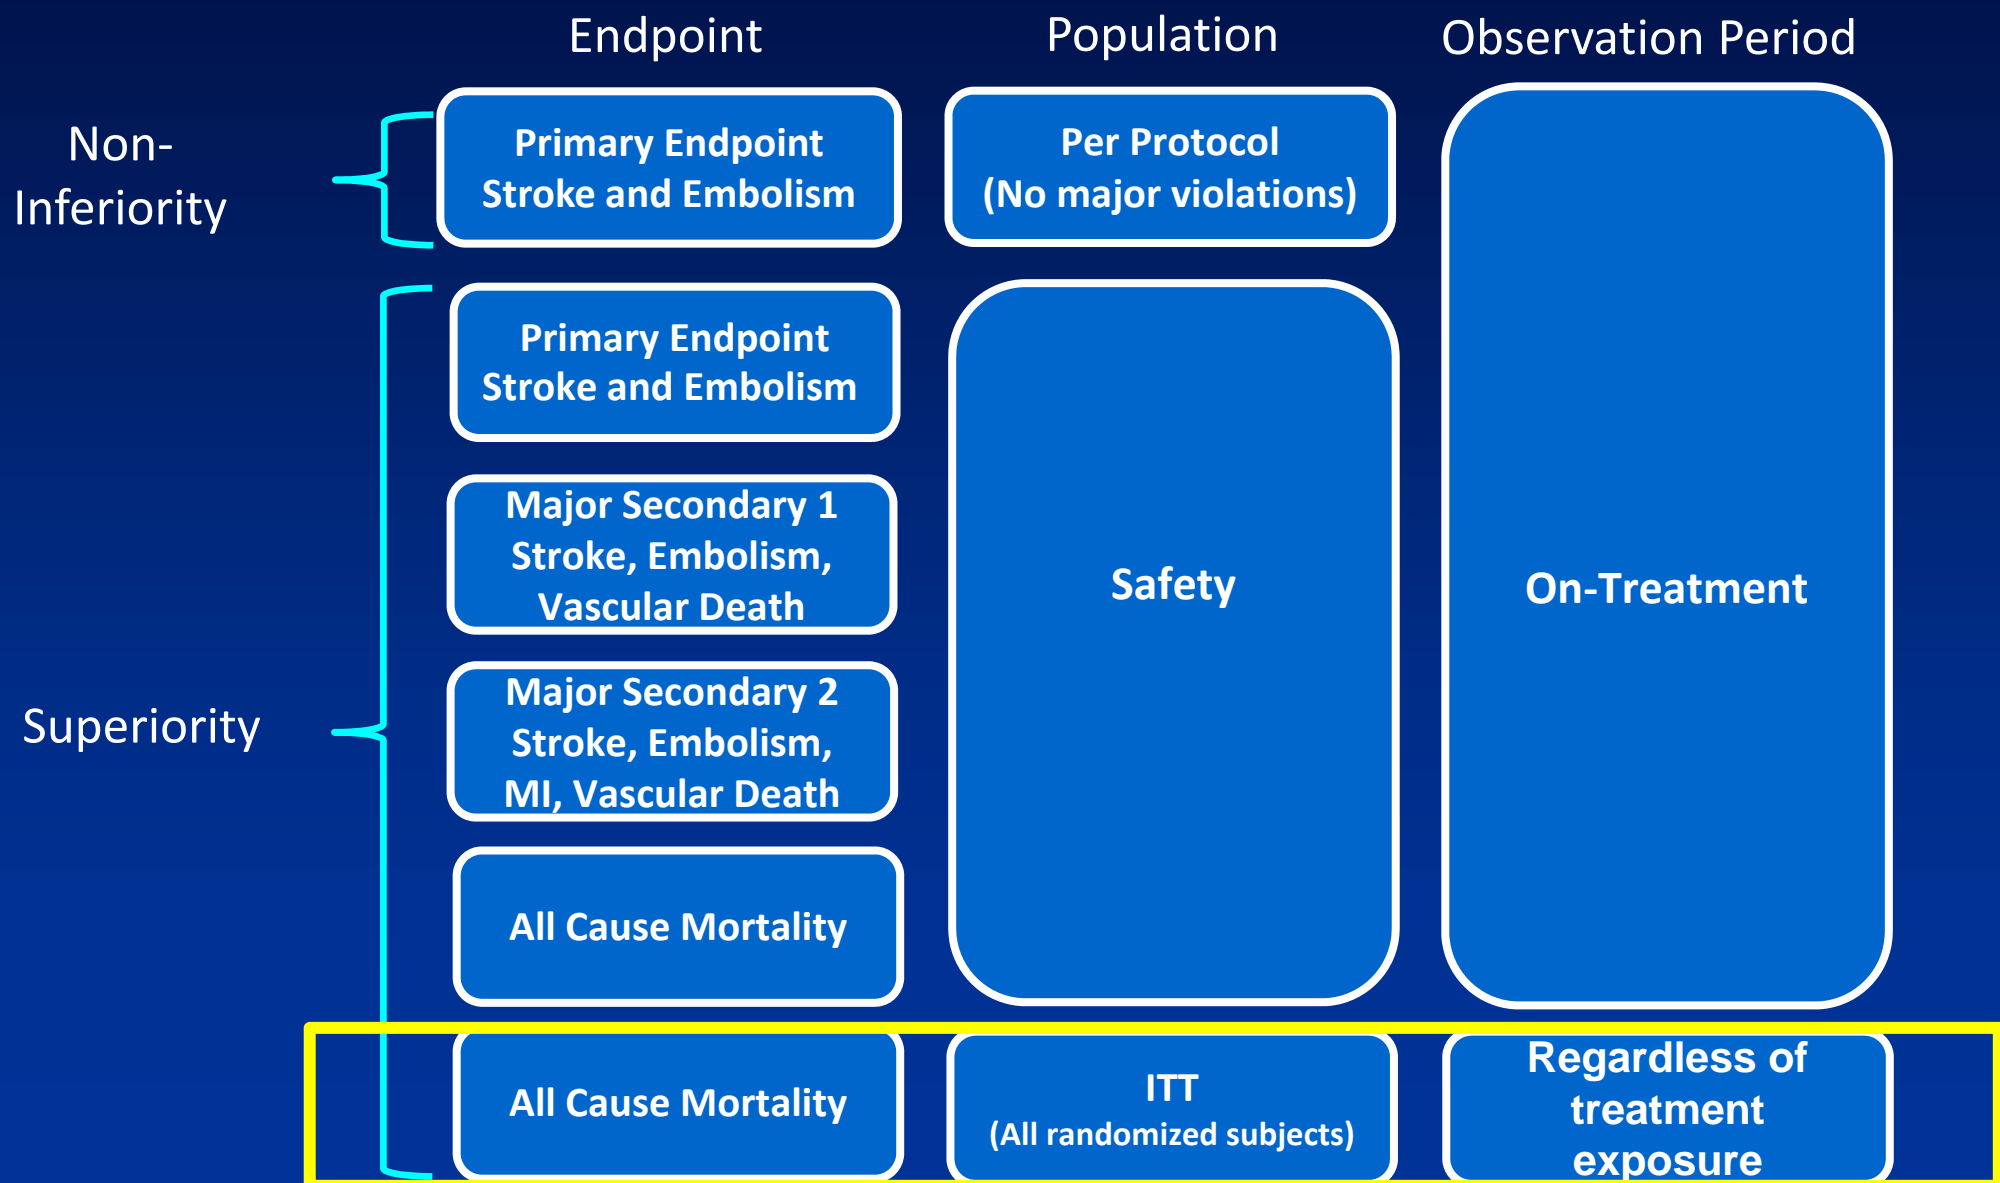 Endpoint
Population
Observation Period
Non-
Inferiority
Primary Endpoint
Stroke and Embolism
Per Protocol
(No major violations)
Superiority
Primary Endpoint
Stroke and Embolism
Major Secondary 1
Stroke, Embolism,
Vascular Death
Major Secondary 2
Stroke, Embolism,
MI, Vascular Death
All Cause Mortality
Safety
On-Treatment
All Cause Mortality
ITT
(All randomized subjects)
Regardless of
treatment
exposure